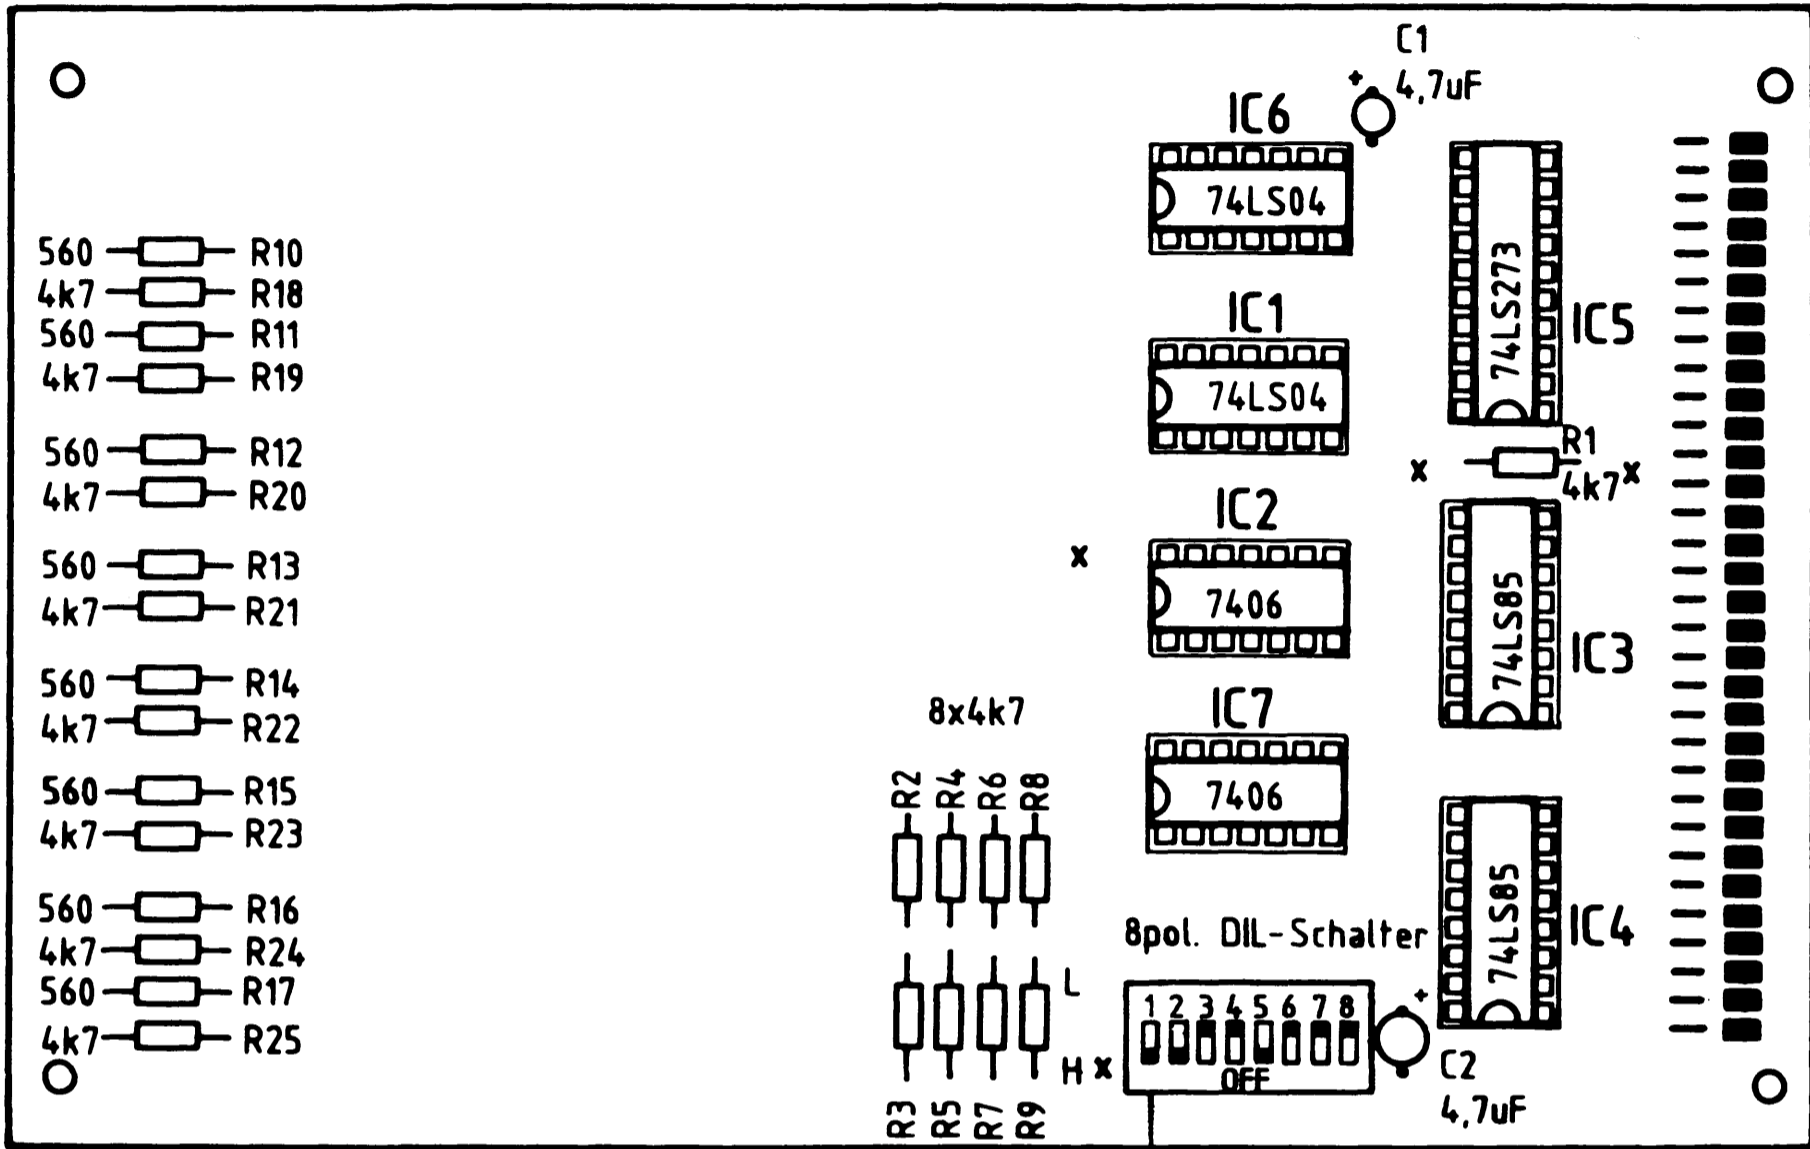 C1
+ 4,7uF
IC6
74LS04
560 R10
4k7 R18
560 R11
4k7 R19
560 R12
4k7 R20
560 R13
4k7 R21
560 R14
4k7 R22
560 R15
4k7 R23
560 R16
4k7 R24
560 R17
4k7 R25
IC1
74LS04
IC2
x
7406
IC7
7406
8x4k7
R2 R4 R6 R8
R3 R5 R7 R9
L
H x
8pol. DIL-Schalter
1 2 3 4 5 6 7 8
OFF
74LS273
IC5
R1
x 4k7 x
74LS85
IC3
74LS85
IC4
+
C2
4,7uF